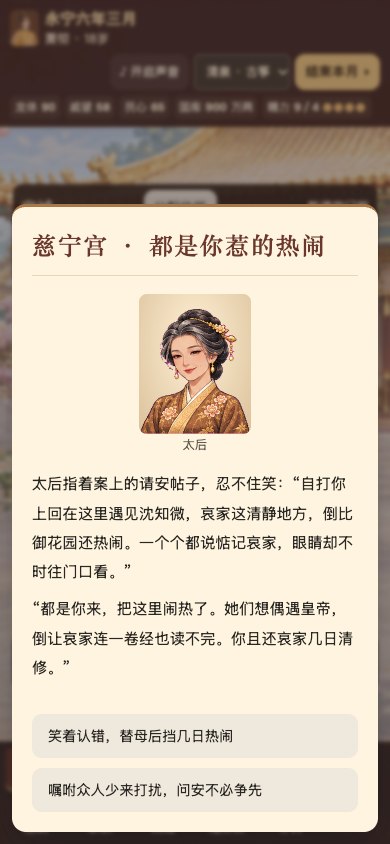 永宁六年三月
结束本月
慈宁宫 · 都是你惹的热闹
太后
太后指着案上的请安帖子，忍不住笑：“自打你
上回在这里遇见沈知微，哀家这清静地方，倒比
御花园还热闹。一个个都说惦记哀家，眼睛却不
时往门口看。”
“都是你来，把这里闹热了。她们想偶遇皇帝，
倒让哀家连一卷经也读不完。你且还哀家几日清
修。”
笑着认错，替母后挡几日热闹
嘱咐众人少来打扰，问安不必争先